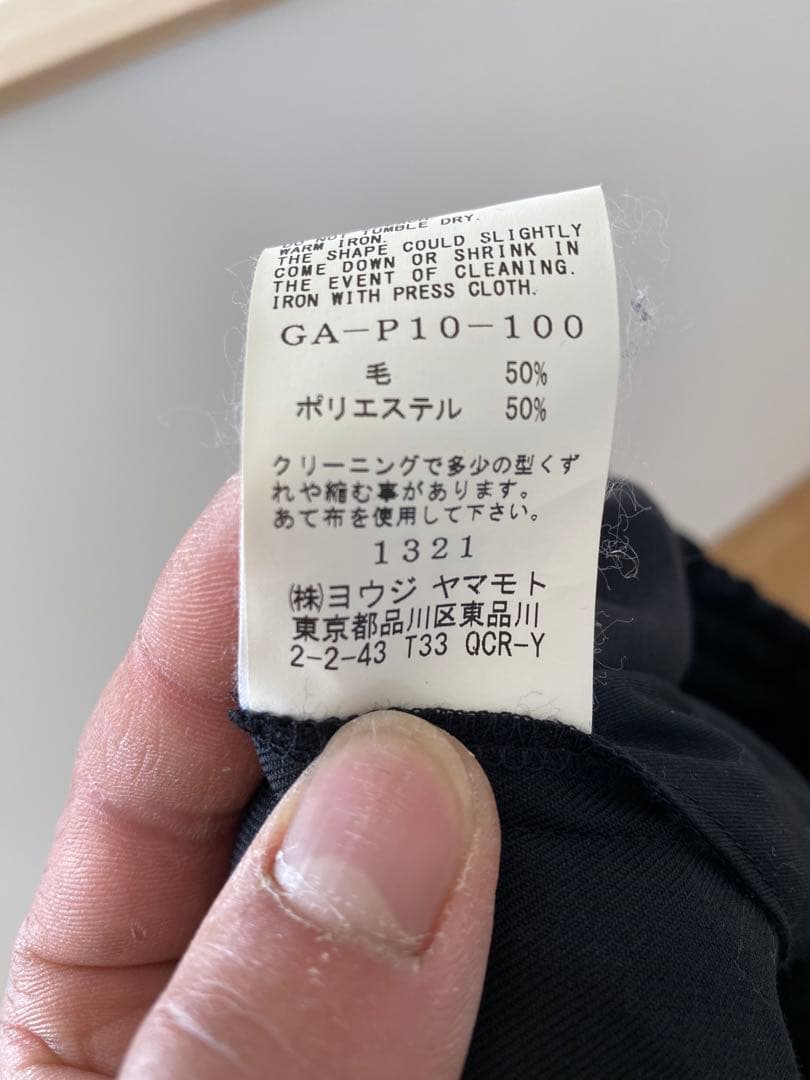 DO NOT TUMBLE DRY.
WARM IRON.
THE SHAPE COULD SLIGHTLY
COME DOWN OR SHRINK IN
THE EVENT OF CLEANING.
IRON WITH PRESS CLOTH.
GA-P10-100
毛 50%
ポリエステル 50%
クリーニングで多少の型くず
れや縮む事があります。
あて布を使用して下さい。
1321
㈱ヨウジ ヤマモト
東京都品川区東品川
2-2-43 T33 QCR-Y